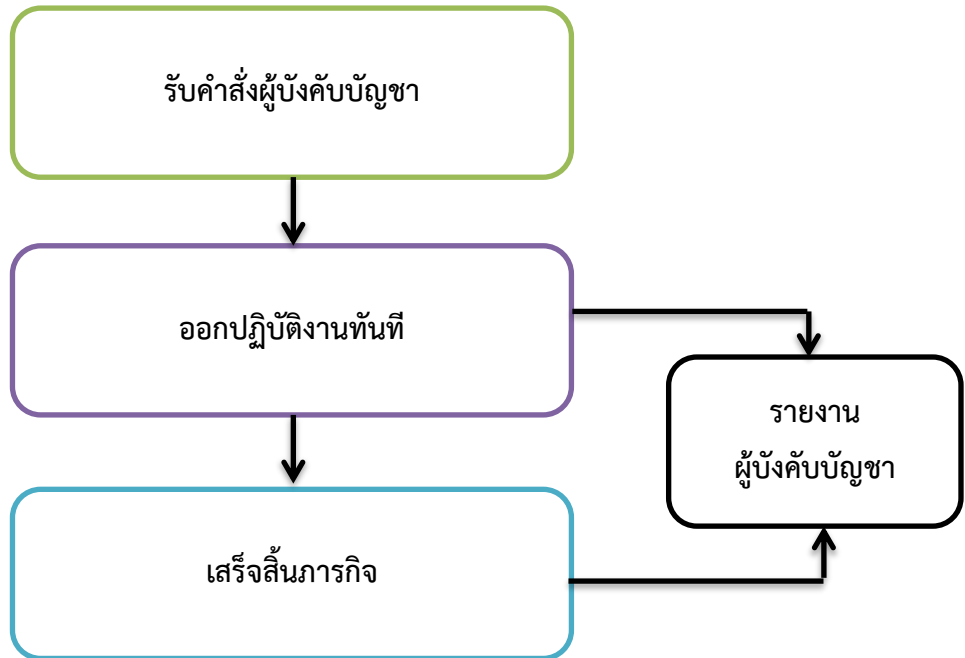 รับคำสั่งผู้บังคับบัญชา
ออกปฏิบัติงานทันที
รายงาน
ผู้บังคับบัญชา
เสร็จสิ้นภารกิจ